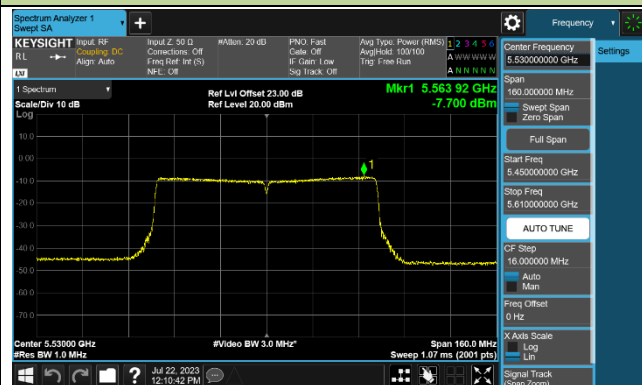 Spectrum Analyzer 1
Swept SA
+
Frequency
KEYSIGHT
RL
LXI
Input: RF
Coupling: DC
Align: Auto
Input Z: 50 Ω
Corrections: Off
Freq Ref: Int (S)
NFE: Off
#Atten: 20 dB
PNO: Fast
Gate: Off
IF Gain: Low
Sig Track: Off
Avg Type: Power (RMS)
Avg|Hold: 100/100
Trig: Free Run
1 2 3 4 5 6
A W W W W W
A N N N N N
1 Spectrum
Scale/Div 10 dB
Log
Ref Lvl Offset 23.00 dB
Ref Level 20.00 dBm
Mkr1 5.563 92 GHz
-7.700 dBm
10.0
0.00
-10.0
-20.0
-30.0
-40.0
-50.0
-60.0
-70.0
1
Center 5.53000 GHz
#Res BW 1.0 MHz
#Video BW 3.0 MHz*
Span 160.0 MHz
Sweep 1.07 ms (2001 pts)
?
Jul 22, 2023
12:10:42 PM
Center Frequency
5.530000000 GHz
Span
160.000000 MHz
Swept Span
Zero Span
Full Span
Start Freq
5.450000000 GHz
Stop Freq
5.610000000 GHz
AUTO TUNE
CF Step
16.000000 MHz
Auto
Man
Freq Offset
0 Hz
X Axis Scale
Log
Lin
Signal Track
(Span Zoom)
Settings